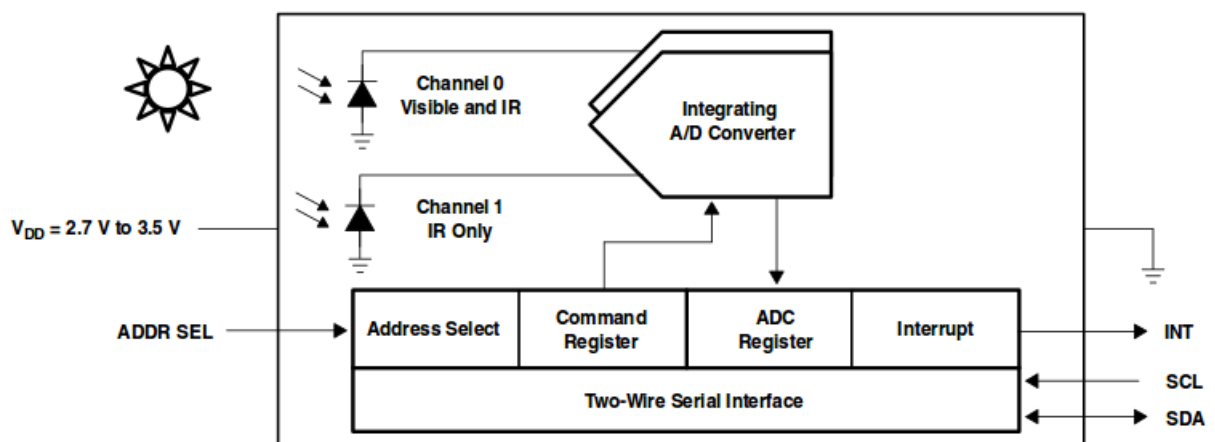 Channel 0
Visible and IR
Integrating
A/D Converter
Channel 1
IR Only
VDD = 2.7 V to 3.5 V
ADDR SEL
Address Select
Command
Register
ADC
Register
Interrupt
INT
Two-Wire Serial Interface
SCL
SDA